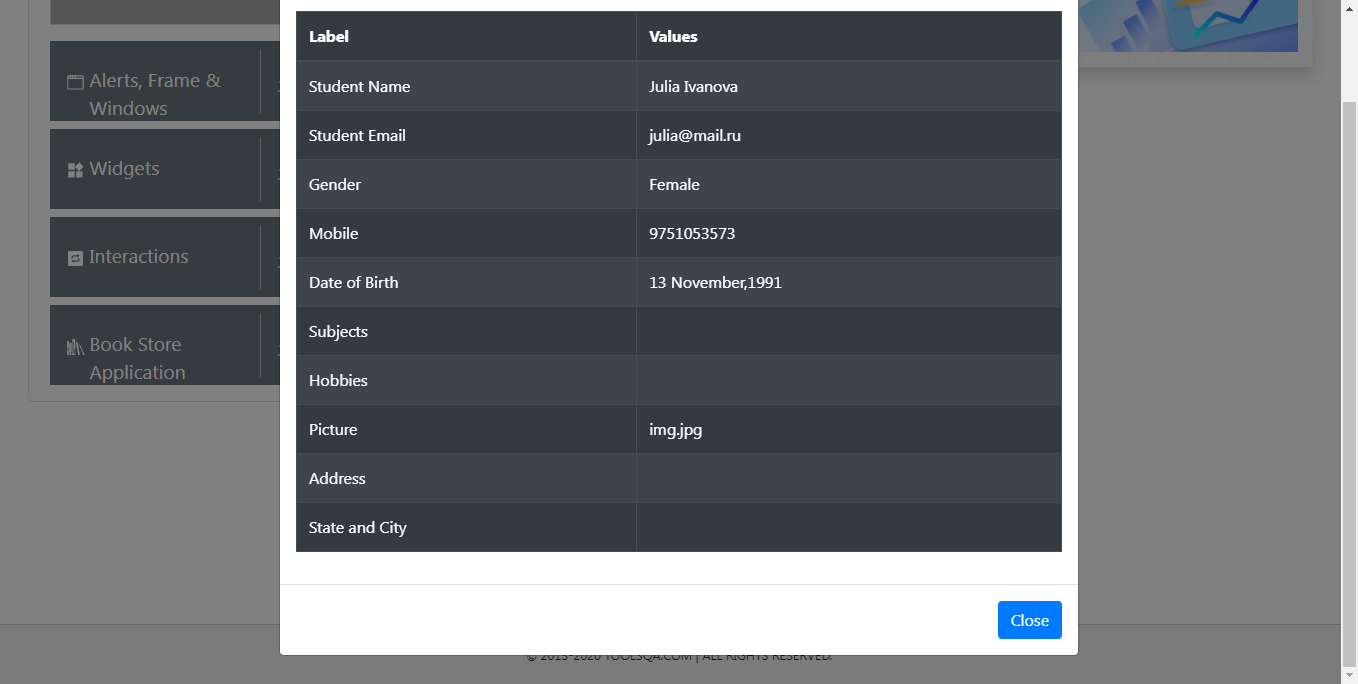 Label Values
Student Name Julia Ivanova
Student Email julia@mail.ru
Gender Female
Mobile 9751053573
Date of Birth 13 November,1991
Subjects
Hobbies
Picture img.jpg
Address
State and City
Close
Alerts, Frame &
Windows
Widgets
Interactions
Book Store
Application
© 2013-2020 TOOLSQA.COM | ALL RIGHTS RESERVED.